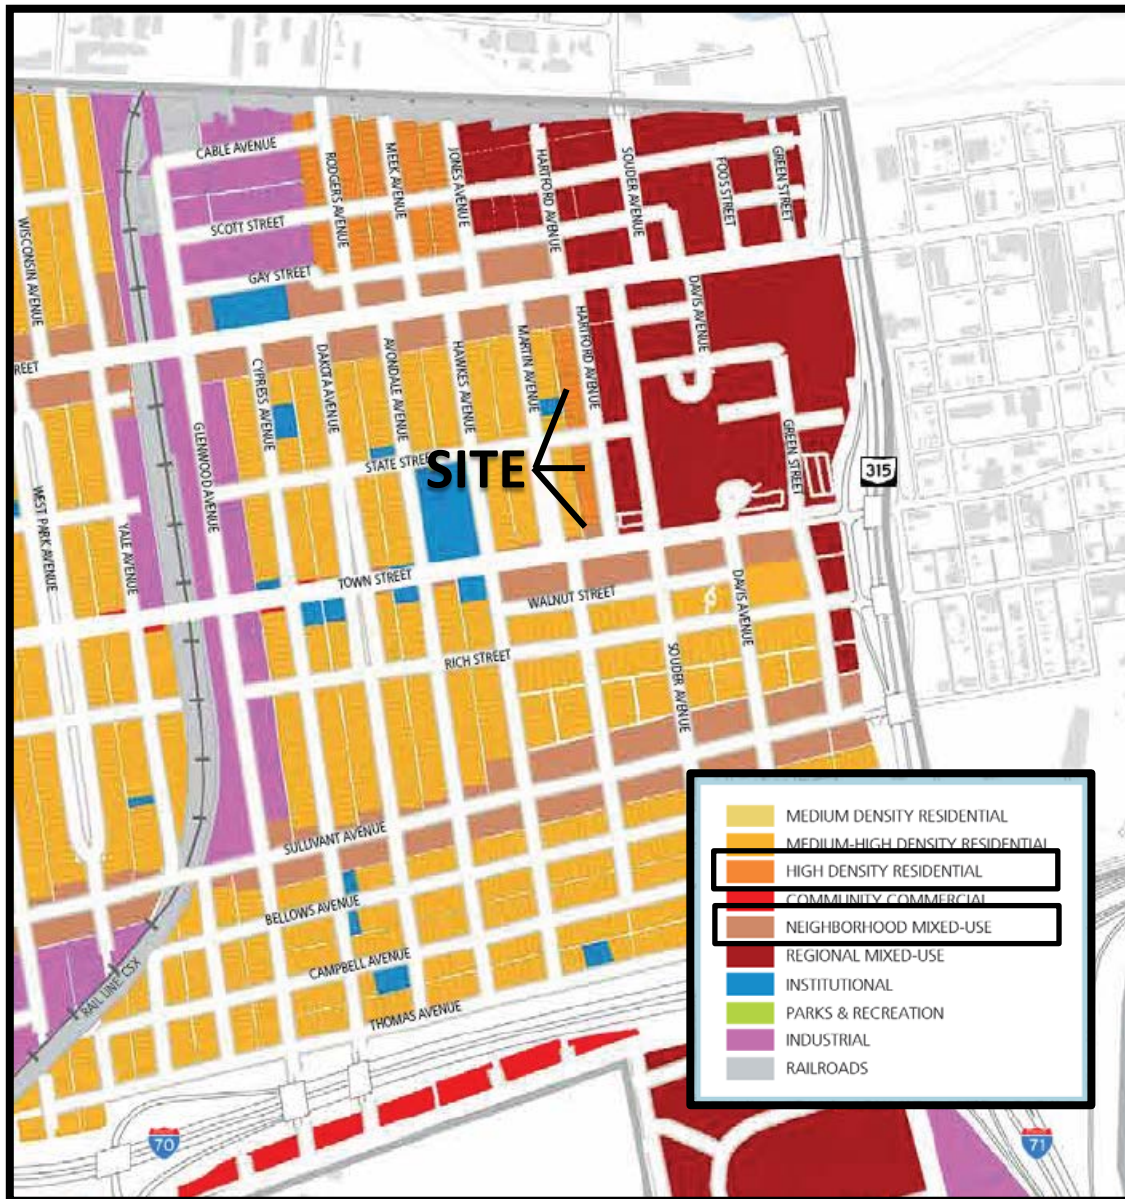 CABLE AVENUE
SCOTT STREET
GAY STREET
RODGERS AVENUE
MEEK AVENUE
JONES AVENUE
HARTFORD AVENUE
SOUDER AVENUE
FOOS STREET
GREEN STREET
WISCONSIN AVENUE
REET
CYPRESS AVENUE
DAKOTA AVENUE
AVONDALE AVENUE
HAWKES AVENUE
MARTIN AVENUE
HARTFORD AVENUE
DAVIS AVENUE
GLENWOOD AVENUE
STATE STREE
SITE
GREEN STREET
315
WEST PARK AVENUE
YALE AVENUE
TOWN STREET
WALNUT STREET
DAVIS AVENUE
RICH STREET
SOUDER AVENUE
SULLIVANT AVENUE
BELLOWS AVENUE
CAMPBELL AVENUE
THOMAS AVENUE
RAIL LINE: CSX
MEDIUM DENSITY RESIDENTIAL
MEDIUM-HIGH DENSITY RESIDENTIAL
HIGH DENSITY RESIDENTIAL
COMMUNITY COMMERCIAL
NEIGHBORHOOD MIXED-USE
REGIONAL MIXED-USE
INSTITUTIONAL
PARKS & RECREATION
INDUSTRIAL
RAILROADS
70
71